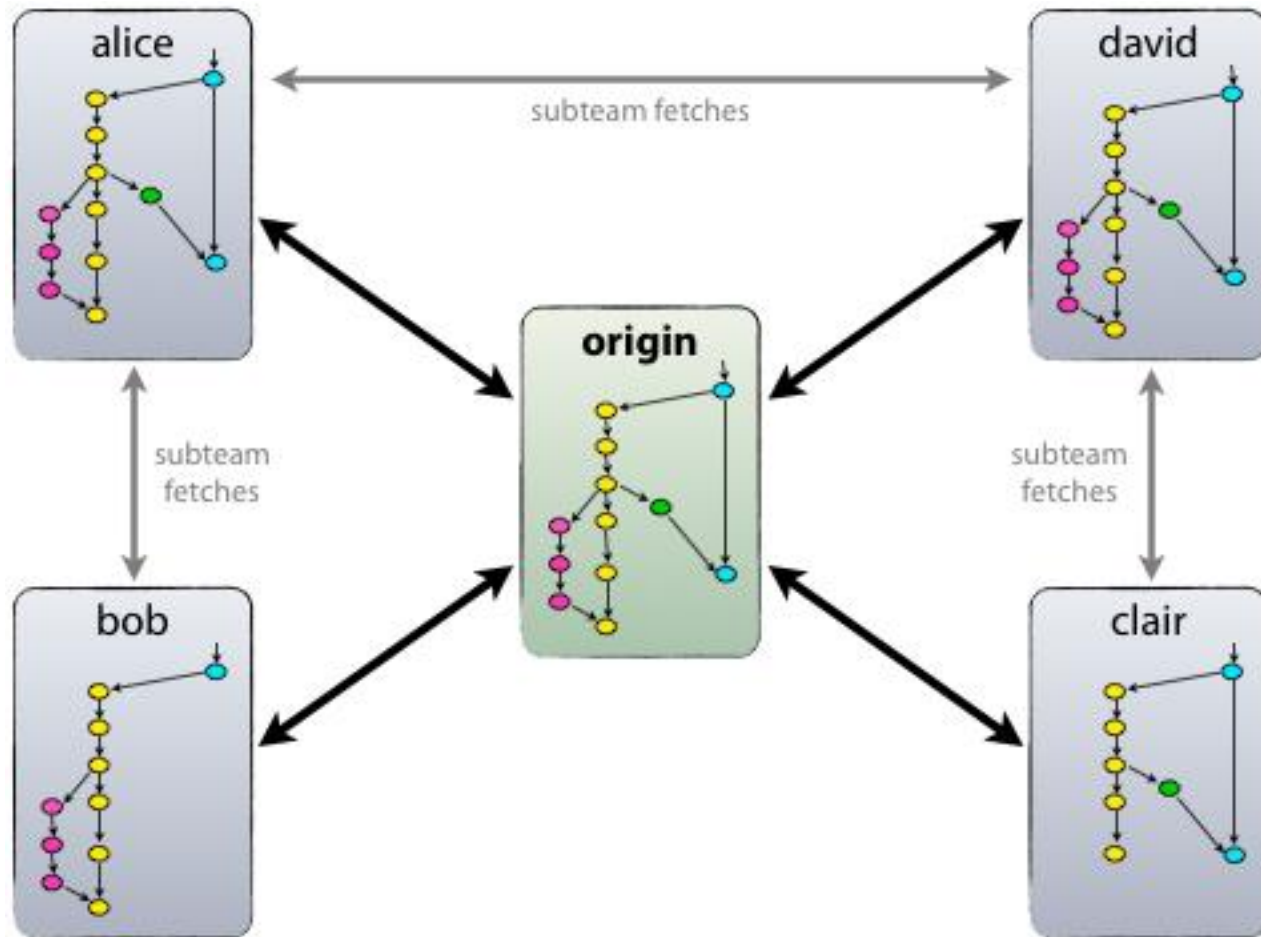 alice
david
subteam fetches
origin
subteam
fetches
subteam
fetches
bob
clair